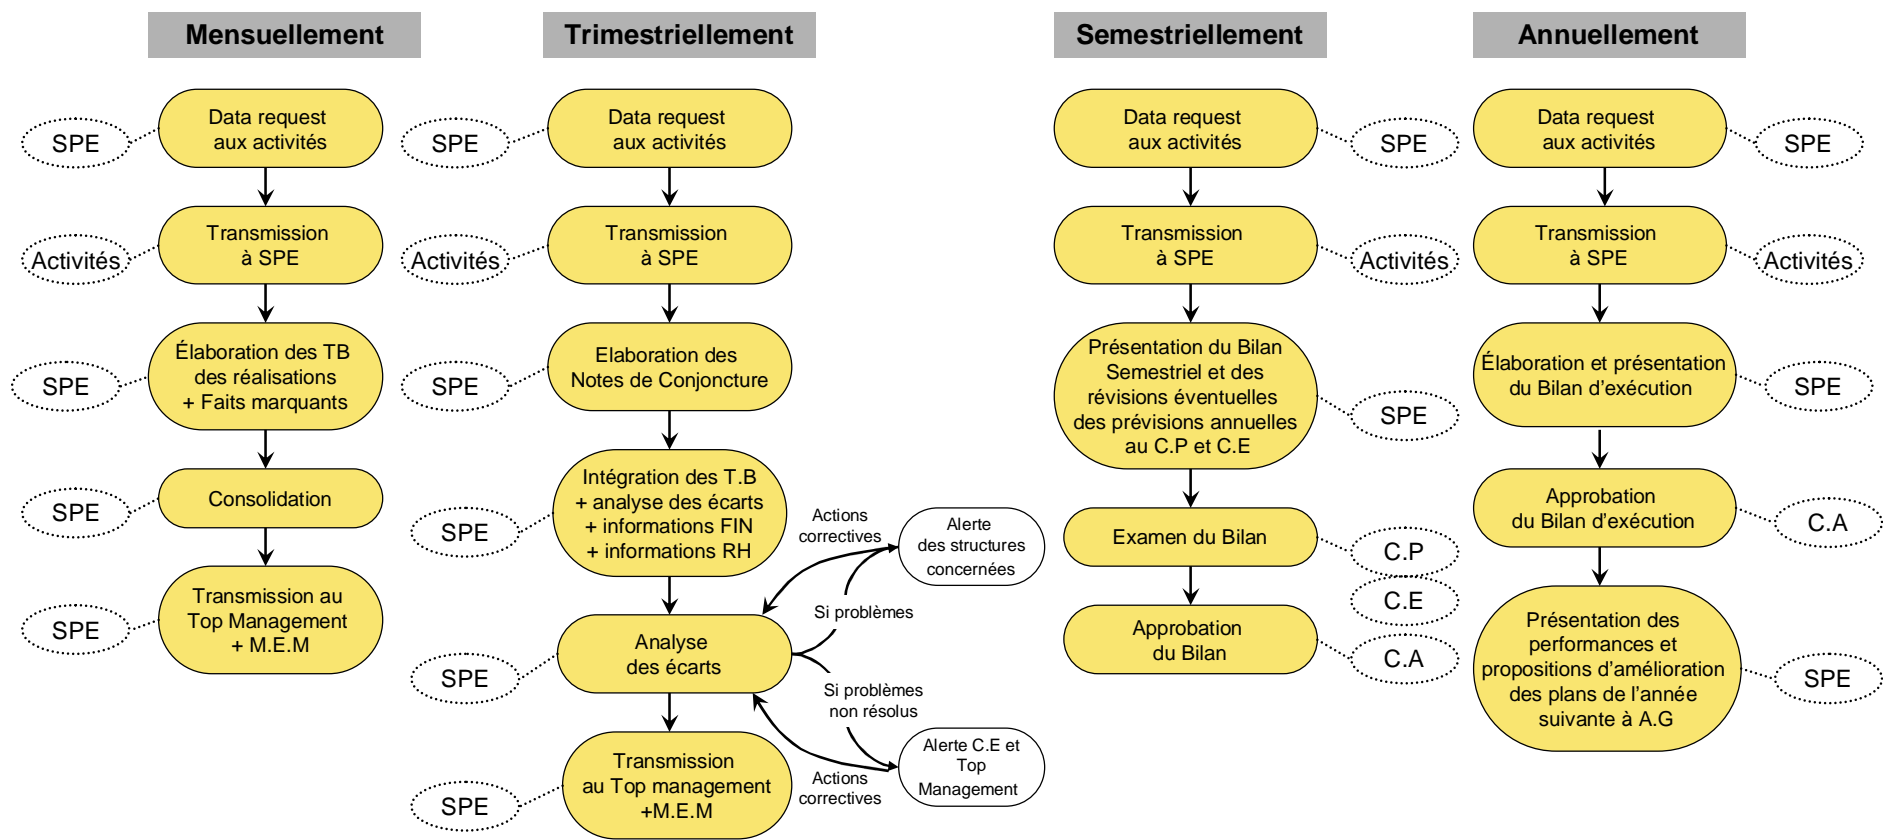 Mensuellement
SPE
Data request
aux activités
Activités
Transmission
à SPE
SPE
Élaboration des TB
des réalisations
+ Faits marquants
SPE
Consolidation
SPE
Transmission au
Top Management
+ M.E.M
Trimestriellement
SPE
Data request
aux activités
Activités
Transmission
à SPE
SPE
Elaboration des
Notes de Conjoncture
SPE
Intégration des T.B
+ analyse des écarts
+ informations FIN
+ informations RH
Actions
correctives
Alerte
des structures
concernées
Si problèmes
SPE
Analyse
des écarts
Si problèmes
non résolus
Alerte C.E et
Top
Management
Actions
correctives
SPE
Transmission
au Top management
+M.E.M
Semestriellement
Data request
aux activités
SPE
Transmission
à SPE
Activités
Présentation du Bilan
Semestriel et des
révisions éventuelles
des prévisions annuelles
au C.P et C.E
SPE
Examen du Bilan
C.P
C.E
Approbation
du Bilan
C.A
Annuellement
Data request
aux activités
SPE
Transmission
à SPE
Activités
Élaboration et présentation
du Bilan d’exécution
SPE
Approbation
du Bilan d’exécution
C.A
Présentation des
performances et
propositions d’amélioration
des plans de l’année
suivante à A.G
SPE